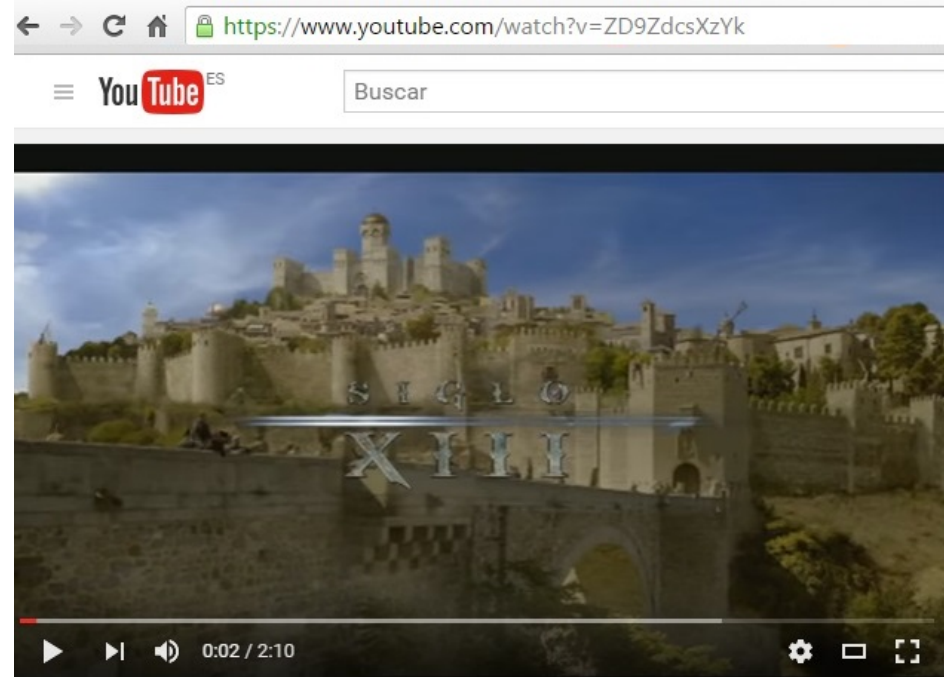 https://www.youtube.com/watch?v=ZD9ZdcsXzYk
YouTube ES
Buscar
SIGLO
XIII
0:02 / 2:10